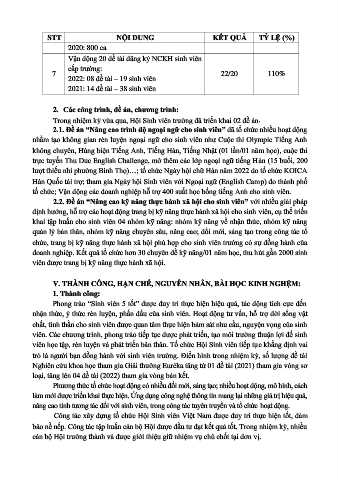 STT NỘI DUNG KẾT QUẢ TỶ LỆ (%)
2020: 800 ca
7 Vận động 20 đề tài đăng ký NCKH sinh viên
cấp trường:
2022: 08 đề tài – 19 sinh viên
2021: 14 đề tài – 38 sinh viên
22/20 110%
2. Các công trình, đề án, chương trình:
Trong nhiệm kỳ vừa qua, Hội Sinh viên trường đã triển khai 02 đề án.
2.1. Đề án “Nâng cao trình độ ngoại ngữ cho sinh viên” đã tổ chức nhiều hoạt động
nhằm tạo không gian rèn luyện ngoại ngữ cho sinh viên như Cuộc thi Olympic Tiếng Anh
không chuyên, Hùng biện Tiếng Anh, Tiếng Hàn, Tiếng Nhật (01 lần/01 năm học), cuộc thi
trực tuyến Thu Duc English Challenge, mở thêm các lớp ngoại ngữ tiếng Hàn (15 buổi, 200
lượt thiếu nhi phường Bình Thọ)…; tổ chức Ngày hội chữ Hàn năm 2022 do tổ chức KOICA
Hàn Quốc tài trợ; tham gia Ngày hội Sinh viên với Ngoại ngữ (English Camp) do thành phố
tổ chức; Vận động các doanh nghiệp hỗ trợ 400 suất học bổng tiếng Anh cho sinh viên.
2.2. Đề án “Nâng cao kỹ năng thực hành xã hội cho sinh viên” với nhiều giải pháp
định hướng, hỗ trợ các hoạt động trang bị kỹ năng thực hành xã hội cho sinh viên, cụ thể triển
khai tập huấn cho sinh viên 04 nhóm kỹ năng: nhóm kỹ năng về nhận thức, nhóm kỹ năng
quản lý bản thân, nhóm kỹ năng chuyên sâu, nâng cao, đổi mới, sáng tạo trong công tác tổ
chức, trang bị kỹ năng thực hành xã hội phù hợp cho sinh viên trường có sự đồng hành của
doanh nghiệp. Kết quả tổ chức hơn 30 chuyên đề kỹ năng/01 năm học, thu hút gần 2000 sinh
viên được trang bị kỹ năng thực hành xã hội.
V. THÀNH CÔNG, HẠN CHẾ, NGUYÊN NHÂN, BÀI HỌC KINH NGHIỆM:
1. Thành công:
Phong trào “Sinh viên 5 tốt” được duy trì thực hiện hiệu quả, tác động tích cực đến
nhận thức, ý thức rèn luyện, phấn đấu của sinh viên. Hoạt động tư vấn, hỗ trợ đời sống vật
chất, tinh thần cho sinh viên được quan tâm thực hiện bám sát nhu cầu, nguyện vọng của sinh
viên. Các chương trình, phong trào tiếp tục được phát triển, tạo môi trường thuận lợi để sinh
viên học tập, rèn luyện và phát triển bản thân. Tổ chức Hội Sinh viên tiếp tục khẳng định vai
trò là người bạn đồng hành với sinh viên trường. Điển hình trong nhiệm kỳ, số lượng đề tài
Nghiên cứu khoa học tham gia Giải thưởng Euréka tăng từ 01 đề tài (2021) tham gia vòng sơ
loại, tăng lên 04 đề tài (2022) tham gia vòng bán kết.
Phương thức tổ chức hoạt động có nhiều đổi mới, sáng tạo; nhiều hoạt động, mô hình, cách
làm mới được triển khai thực hiện. Ứng dụng công nghệ thông tin mang lại những giá trị hiệu quả,
nâng cao tính tương tác đối với sinh viên, trong công tác tuyên truyền và tổ chức hoạt động.
Công tác xây dựng tổ chức Hội Sinh viên Việt Nam được duy trì thực hiện tốt, đảm
bảo nề nếp. Công tác tập huấn cán bộ Hội được đầu tư đạt kết quả tốt. Trong nhiệm kỳ, nhiều
cán bộ Hội trưởng thành và được giới thiệu giữ nhiệm vụ chủ chốt tại đơn vị.